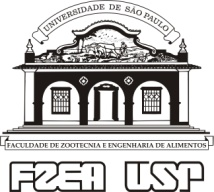 UNIVERSIDADE DE SÃO PAULO
FACULDADE DE ZOOTECNIA E ENGENHARIA DE ALIMENTOS
FZEA USP